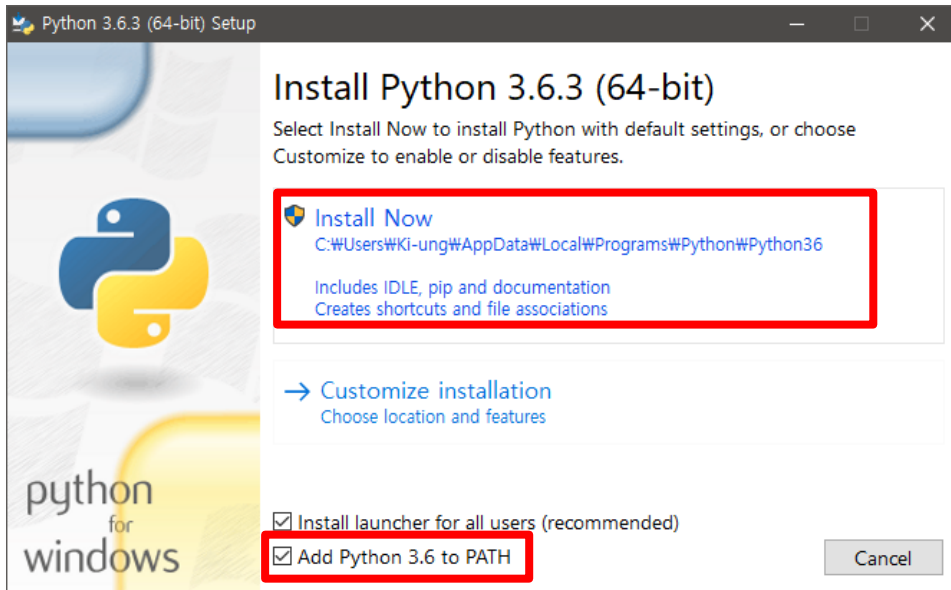 Python 3.6.3 (64-bit) Setup
Install Python 3.6.3 (64-bit)
Select Install Now to install Python with default settings, or choose
Customize to enable or disable features.
Install Now
C:₩Users₩Ki-ung₩AppData₩Local₩Programs₩Python₩Python36
Includes IDLE, pip and documentation
Creates shortcuts and file associations
Customize installation
Choose location and features
python
for
windows
Install launcher for all users (recommended)
Add Python 3.6 to PATH
Cancel